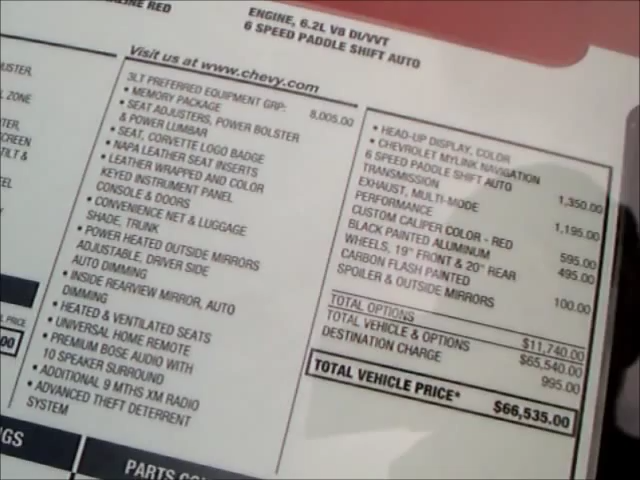 LINE RED
ENGINE, 6.2L V8 DI/VVT
6 SPEED PADDLE SHIFT AUTO
Visit us at www.chevy.com
3LT PREFERRED EQUIPMENT GRP: 8,005.00
• MEMORY PACKAGE
• SEAT ADJUSTERS, POWER BOLSTER
& POWER LUMBAR
• SEAT, CORVETTE LOGO BADGE
• NAPA LEATHER SEAT INSERTS
• LEATHER WRAPPED AND COLOR
KEYED INSTRUMENT PANEL
CONSOLE & DOORS
• CONVENIENCE NET & LUGGAGE
SHADE, TRUNK
• POWER HEATED OUTSIDE MIRRORS
ADJUSTABLE, DRIVER SIDE
AUTO DIMMING
• INSIDE REARVIEW MIRROR, AUTO
DIMMING
• HEATED & VENTILATED SEATS
• UNIVERSAL HOME REMOTE
• PREMIUM BOSE AUDIO WITH
10 SPEAKER SURROUND
• ADDITIONAL 9 MTHS XM RADIO
• ADVANCED THEFT DETERRENT
SYSTEM
• HEAD-UP DISPLAY, COLOR
• CHEVROLET MYLINK NAVIGATION
6 SPEED PADDLE SHIFT AUTO 1,350.00
TRANSMISSION
EXHAUST, MULTI-MODE 1,195.00
PERFORMANCE
CUSTOM CALIPER COLOR - RED 595.00
BLACK PAINTED ALUMINUM 495.00
WHEELS, 19" FRONT & 20" REAR
CARBON FLASH PAINTED 100.00
SPOILER & OUTSIDE MIRRORS
TOTAL OPTIONS $11,740.00
TOTAL VEHICLE & OPTIONS $65,540.00
DESTINATION CHARGE 995.00
TOTAL VEHICLE PRICE* $66,535.00
ZONE
TILT &
PRICE
00
GS
PARTS CO